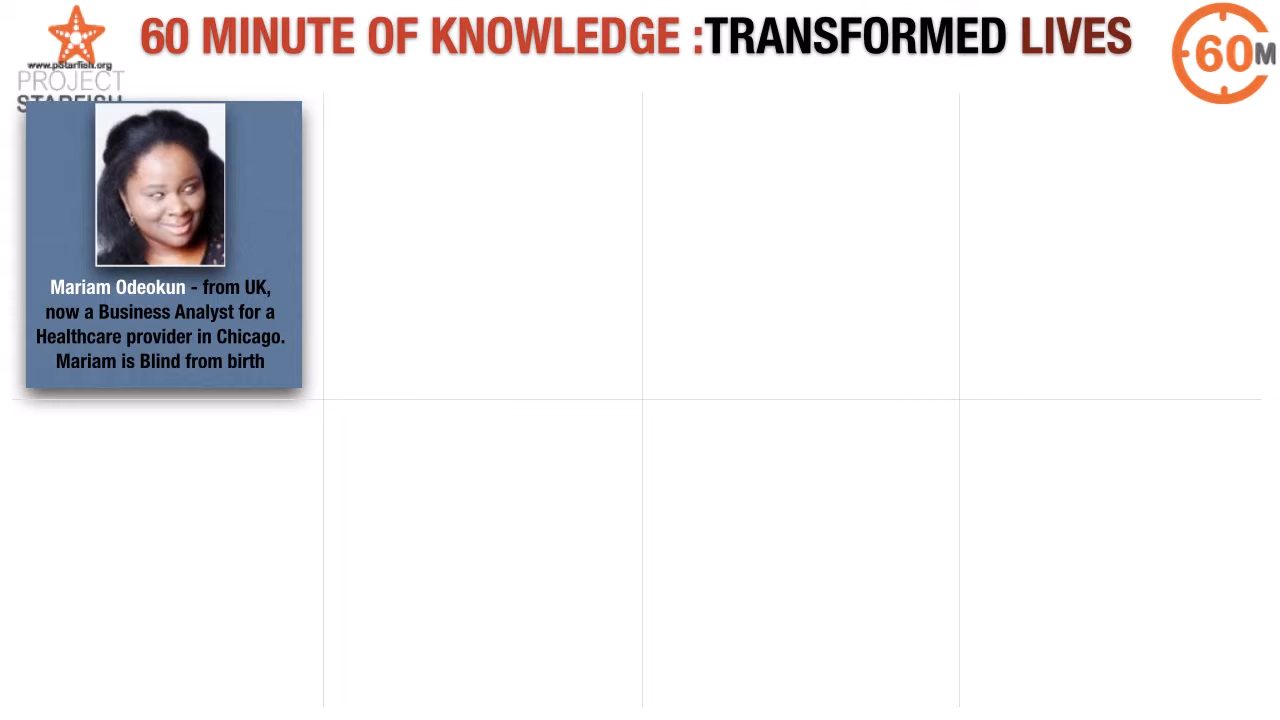 60 MINUTE OF KNOWLEDGE :TRANSFORMED LIVES
60M
www.pstarfish.org
PROJECT
STARFISH
Mariam Odeokun - from UK,
now a Business Analyst for a
Healthcare provider in Chicago.
Mariam is Blind from birth